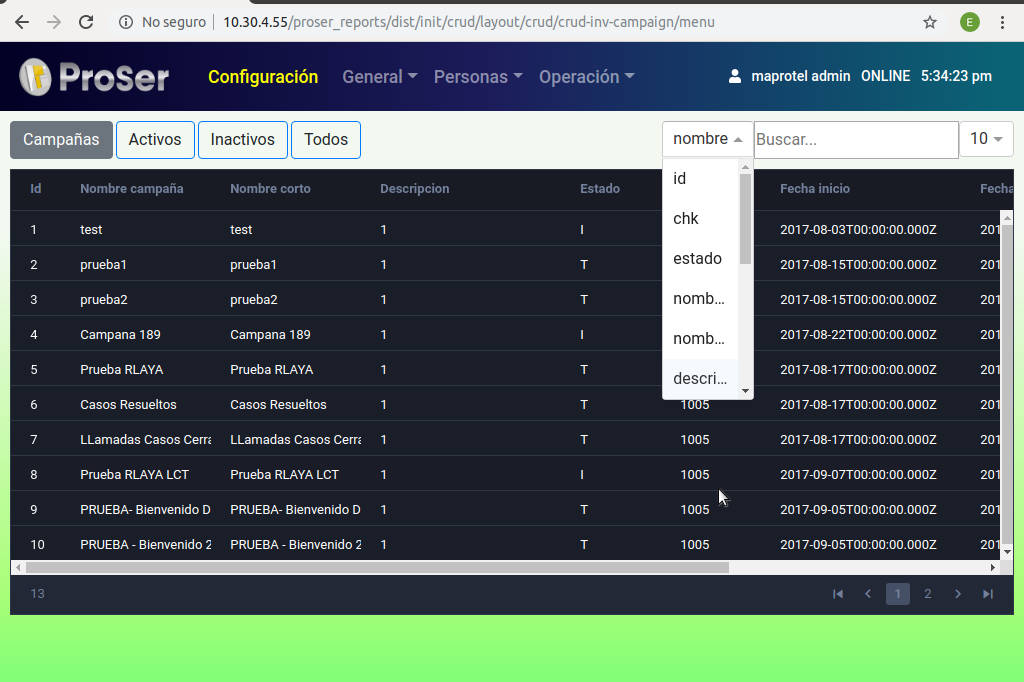 No seguro | 10.30.4.55/proser_reports/dist/init/crud/layout/crud/crud-inv-campaign/menu E
ProSer Configuración General Personas Operación maprotel admin ONLINE 5:34:23 pm
Campañas Activos Inactivos Todos nombre Buscar... 10
id
chk
estado
nomb...
nomb...
descri...
Id Nombre campaña Nombre corto Descripcion Estado Fecha inicio Fecha
1 test test 1 I 2017-08-03T00:00:00.000Z 201
2 prueba1 prueba1 1 T 2017-08-15T00:00:00.000Z 201
3 prueba2 prueba2 1 T 2017-08-15T00:00:00.000Z 201
4 Campana 189 Campana 189 1 I 2017-08-22T00:00:00.000Z 201
5 Prueba RLAYA Prueba RLAYA 1 T 2017-08-17T00:00:00.000Z 201
6 Casos Resueltos Casos Resueltos 1 T 1005 2017-08-17T00:00:00.000Z 201
7 LLamadas Casos Cerra LLamadas Casos Cerra 1 T 1005 2017-08-17T00:00:00.000Z 201
8 Prueba RLAYA LCT Prueba RLAYA LCT 1 I 1005 2017-09-07T00:00:00.000Z 201
9 PRUEBA- Bienvenido D PRUEBA- Bienvenido D 1 T 1005 2017-09-05T00:00:00.000Z 201
10 PRUEBA - Bienvenido 2 PRUEBA - Bienvenido 2 1 T 1005 2017-09-05T00:00:00.000Z 201
13 1 2